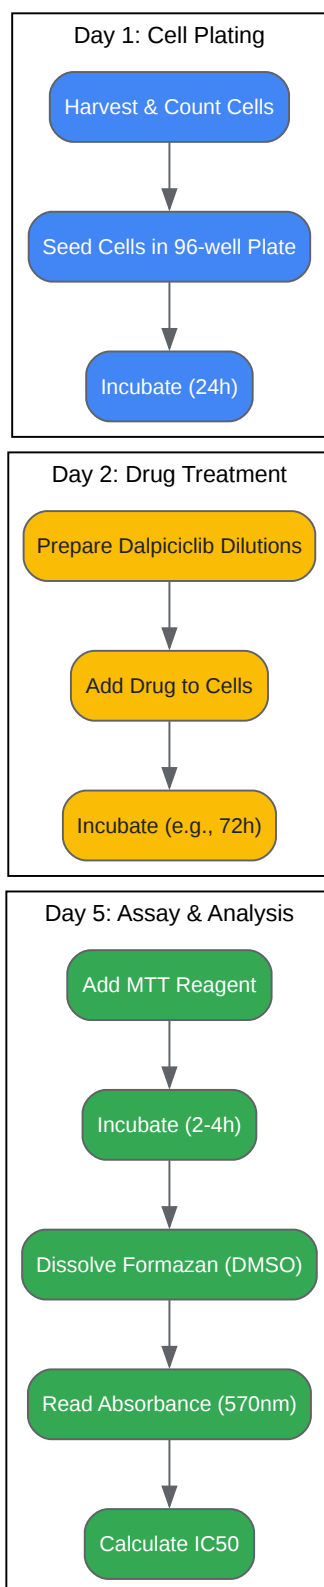 Day 1: Cell Plating
Harvest & Count Cells
Seed Cells in 96-well Plate
Incubate (24h)
Day 2: Drug Treatment
Prepare Dalpiciclib Dilutions
Add Drug to Cells
Incubate (e.g., 72h)
Day 5: Assay & Analysis
Add MTT Reagent
Incubate (2-4h)
Dissolve Formazan (DMSO)
Read Absorbance (570nm)
Calculate IC50